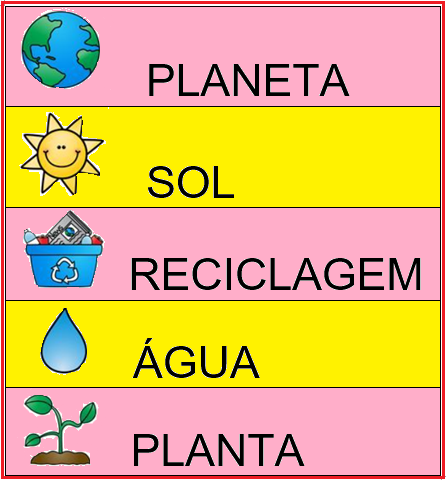 PLANETA
SOL
RECICLAGEM
ÁGUA
PLANTA